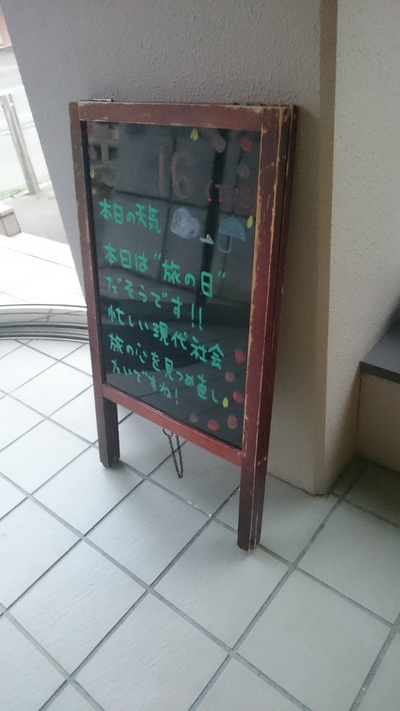 16
(TUE)
本日の天気
本日は"旅の日"
だそうです!!
忙しい現代社会
旅の心を見つめ直し
たいですね!